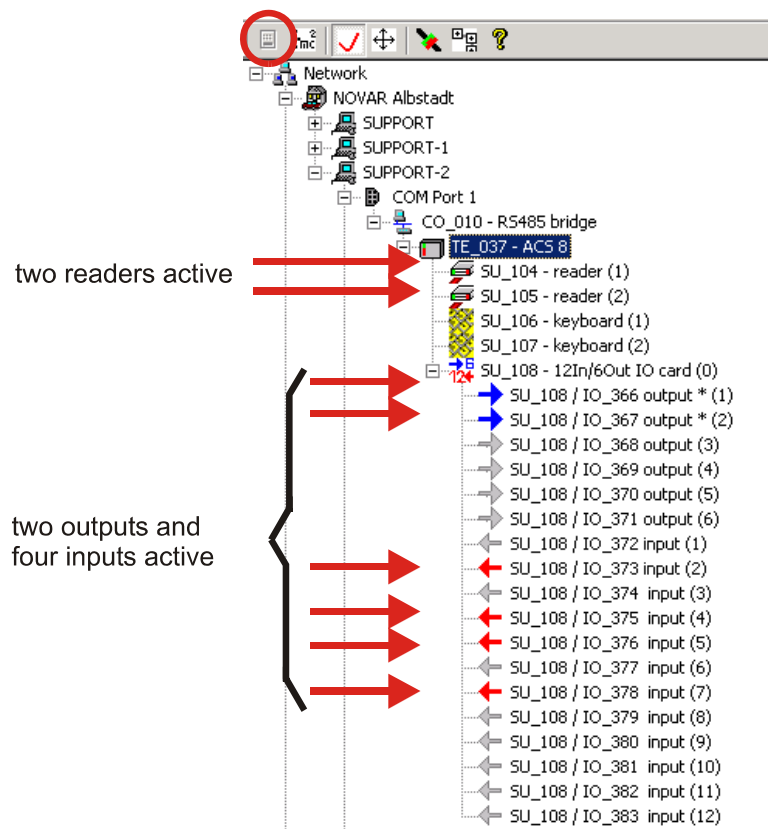 Network
NOVAR Albstadt
SUPPORT
SUPPORT-1
SUPPORT-2
COM Port 1
CO_010 - RS485 bridge
TE_037 - ACS 8
two readers active
SU_104 - reader (1)
SU_105 - reader (2)
SU_106 - keyboard (1)
SU_107 - keyboard (2)
SU_108 - 12In/6Out IO card (0)
SU_108 / IO_366 output * (1)
SU_108 / IO_367 output * (2)
SU_108 / IO_368 output (3)
SU_108 / IO_369 output (4)
SU_108 / IO_370 output (5)
SU_108 / IO_371 output (6)
two outputs and
four inputs active
SU_108 / IO_372 input (1)
SU_108 / IO_373 input (2)
SU_108 / IO_374 input (3)
SU_108 / IO_375 input (4)
SU_108 / IO_376 input (5)
SU_108 / IO_377 input (6)
SU_108 / IO_378 input (7)
SU_108 / IO_379 input (8)
SU_108 / IO_380 input (9)
SU_108 / IO_381 input (10)
SU_108 / IO_382 input (11)
SU_108 / IO_383 input (12)